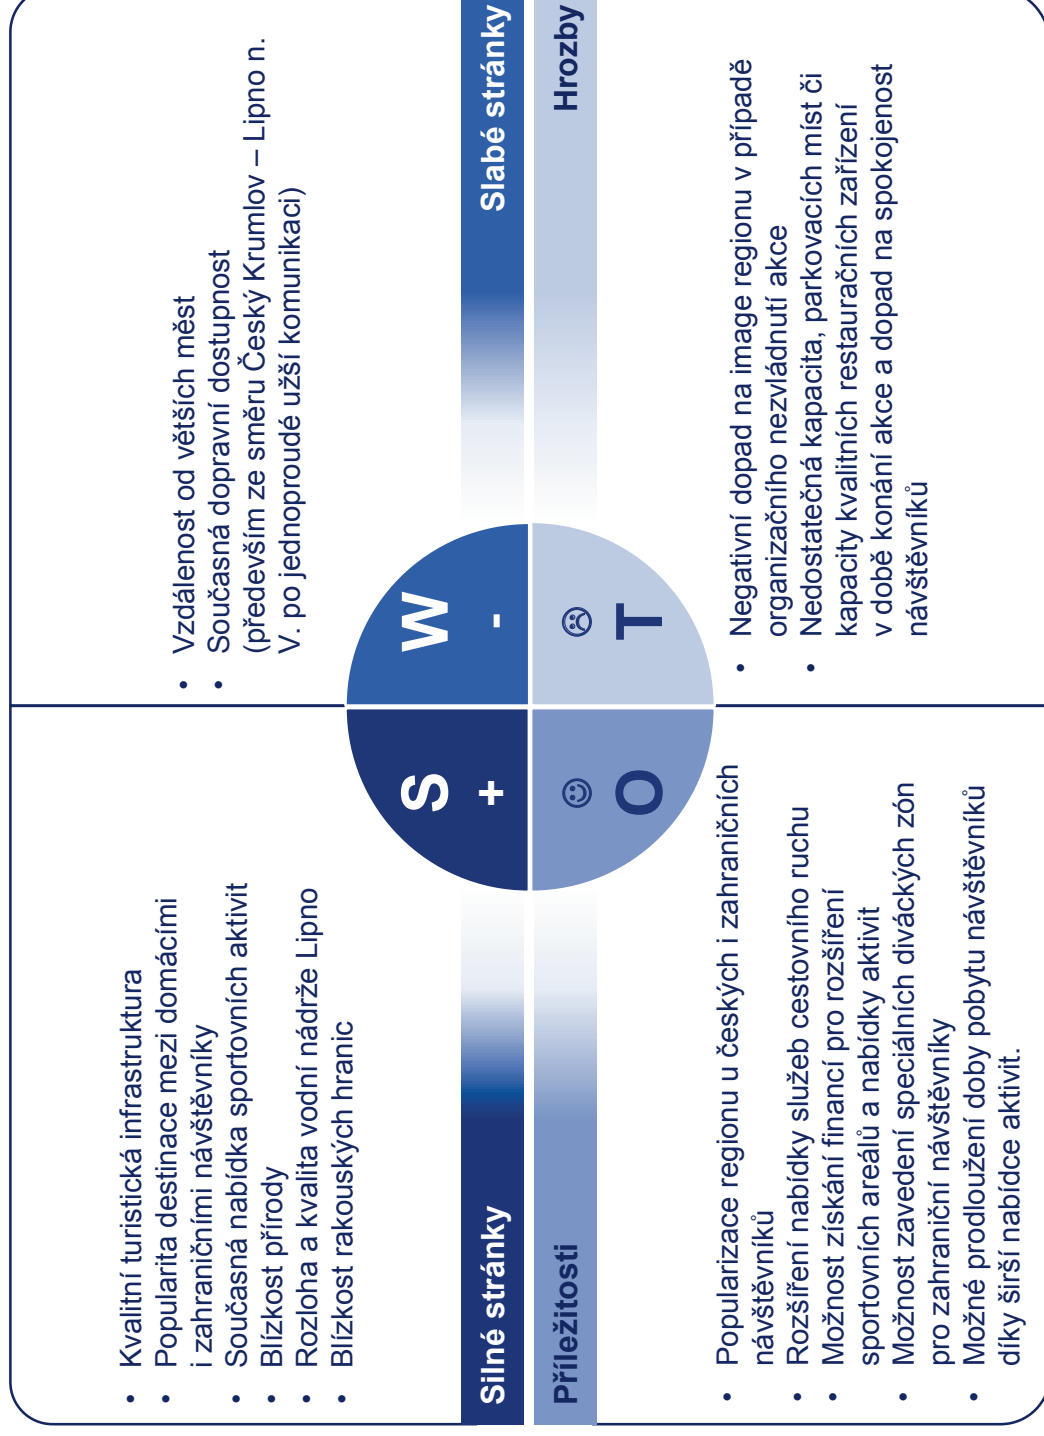 • Kvalitní turistická infrastruktura
• Popularita destinace mezi domácími
i zahraničními návštěvníky
• Současná nabídka sportovních aktivit
• Blízkost přírody
• Rozloha a kvalita vodní nádrže Lipno
• Blízkost rakouských hranic
• Vzdálenost od větších měst
• Současná dopravní dostupnost
(především ze směru Český Krumlov – Lipno n.
V. po jednoproudé užší komunikaci)
Silné stránky
S
+
W
-
Slabé stránky
Příležitosti
☺
O
☹
T
Hrozby
• Popularizace regionu u českých i zahraničních
návštěvníků
• Rozšíření nabídky služeb cestovního ruchu
• Možnost získání financí pro rozšíření
sportovních areálů a nabídky aktivit
• Možnost zavedení speciálních diváckých zón
pro zahraniční návštěvníky
• Možné prodloužení doby pobytu návštěvníků
díky širší nabídce aktivit.
• Negativní dopad na image regionu v případě
organizačního nezvládnutí akce
• Nedostatečná kapacita, parkovacích míst či
kapacity kvalitních restauračních zařízení
v době konání akce a dopad na spokojenost
návštěvníků